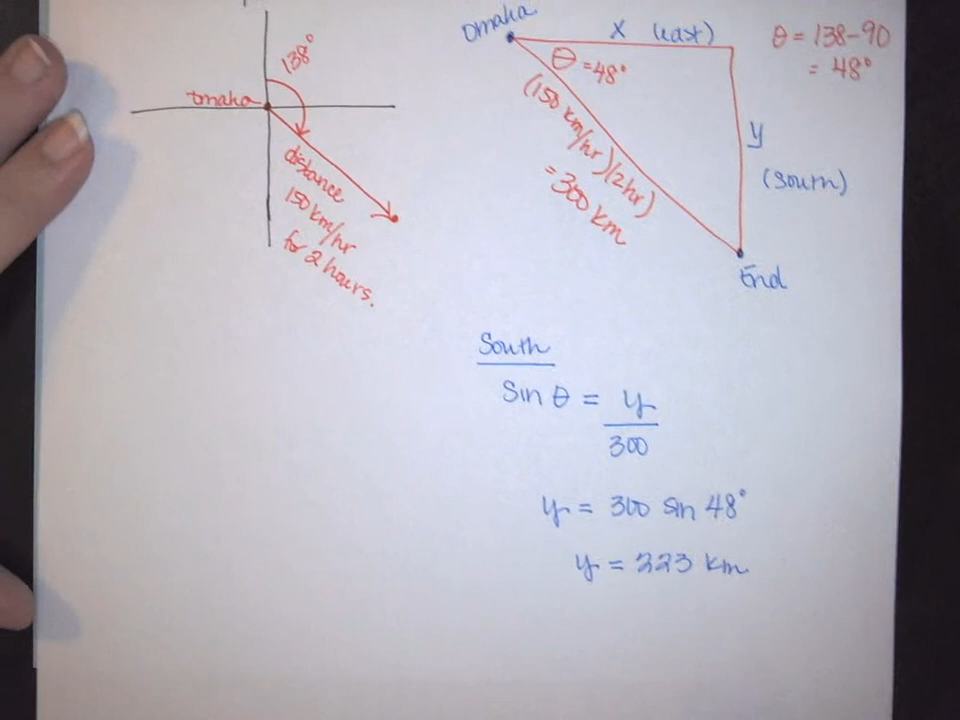 138°
Omaha
distance
150 km/hr
for 2 hours.
Omaha
x (East)
θ = 48°
(150 km/hr)(2hr)
= 300 km
y
(South)
End
θ = 138-90
= 48°
South
Sin θ = y
300
y = 300 sin 48°
y = 223 km